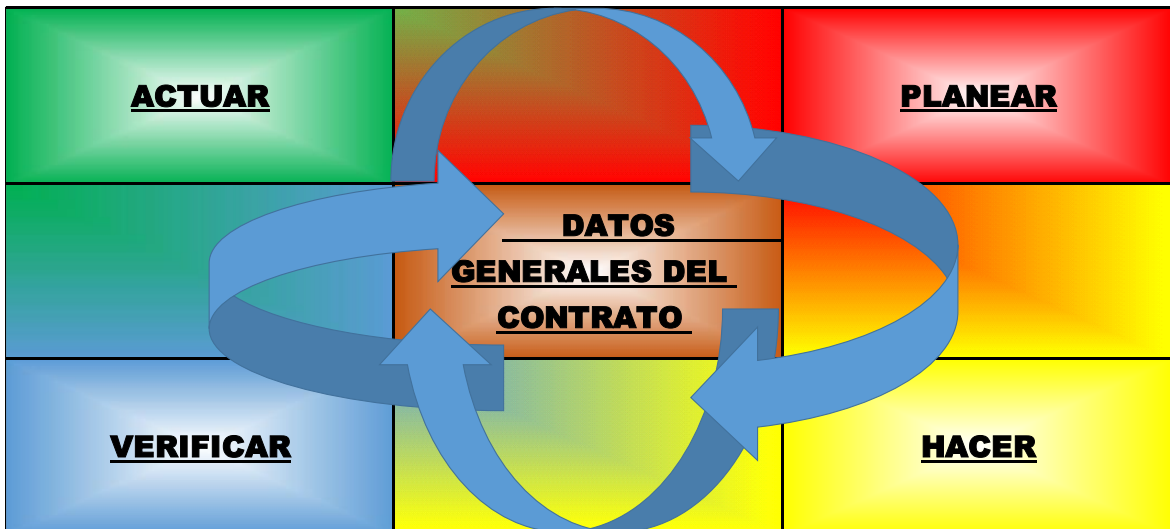 ACTUAR
PLANEAR
DATOS
GENERALES DEL
CONTRATO
VERIFICAR
HACER